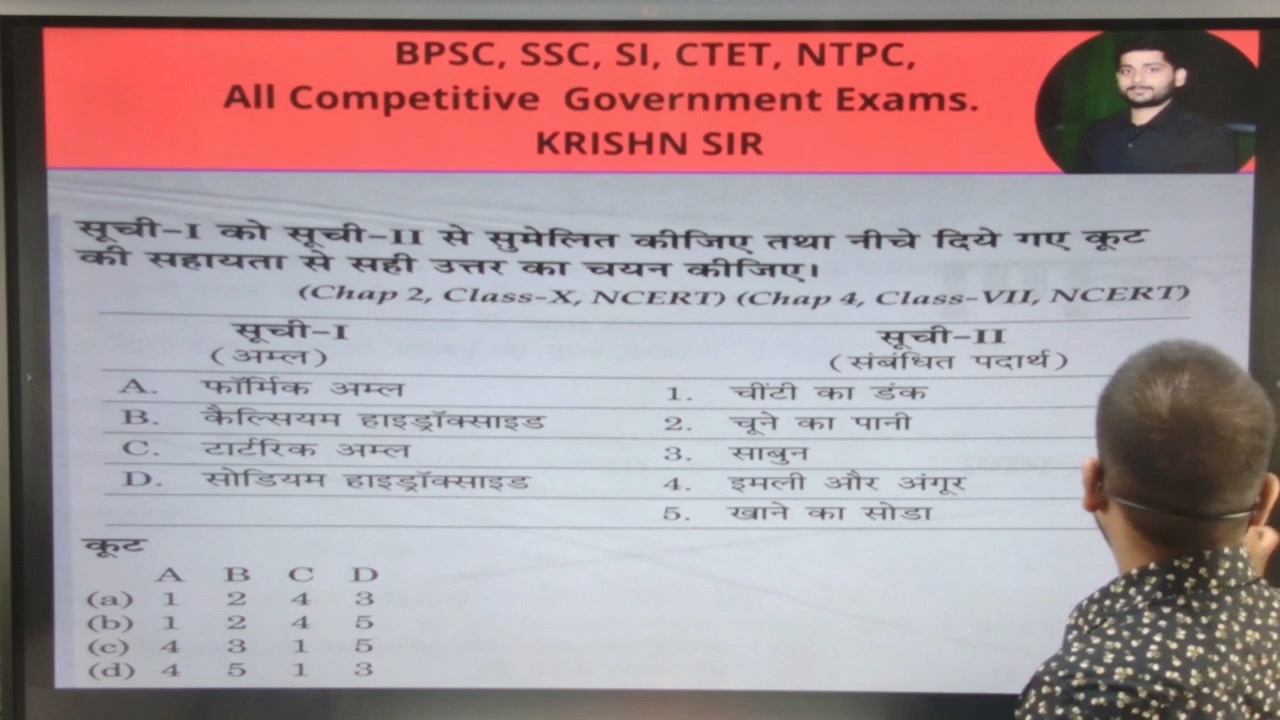 BPSC, SSC, SI, CTET, NTPC,
All Competitive Government Exams.
KRISHN SIR
सूची-I को सूची-II से सुमेलित कीजिए तथा नीचे दिये गए कूट
की सहायता से सही उत्तर का चयन कीजिए।
(Chap 2, Class-X, NCERT) (Chap 4, Class-VII, NCERT)
सूची-I सूची-II
(अम्ल) (संबंधित पदार्थ)
A. फॉर्मिक अम्ल 1. चींटी का डंक
B. कैल्सियम हाइड्रॉक्साइड 2. चूने का पानी
C. टार्टरिक अम्ल 3. साबुन
D. सोडियम हाइड्रॉक्साइड 4. इमली और अंगूर
5. खाने का सोडा
कूट
A B C D
(a) 1 2 4 3
(b) 1 2 4 5
(c) 4 3 1 5
(d) 4 5 1 3